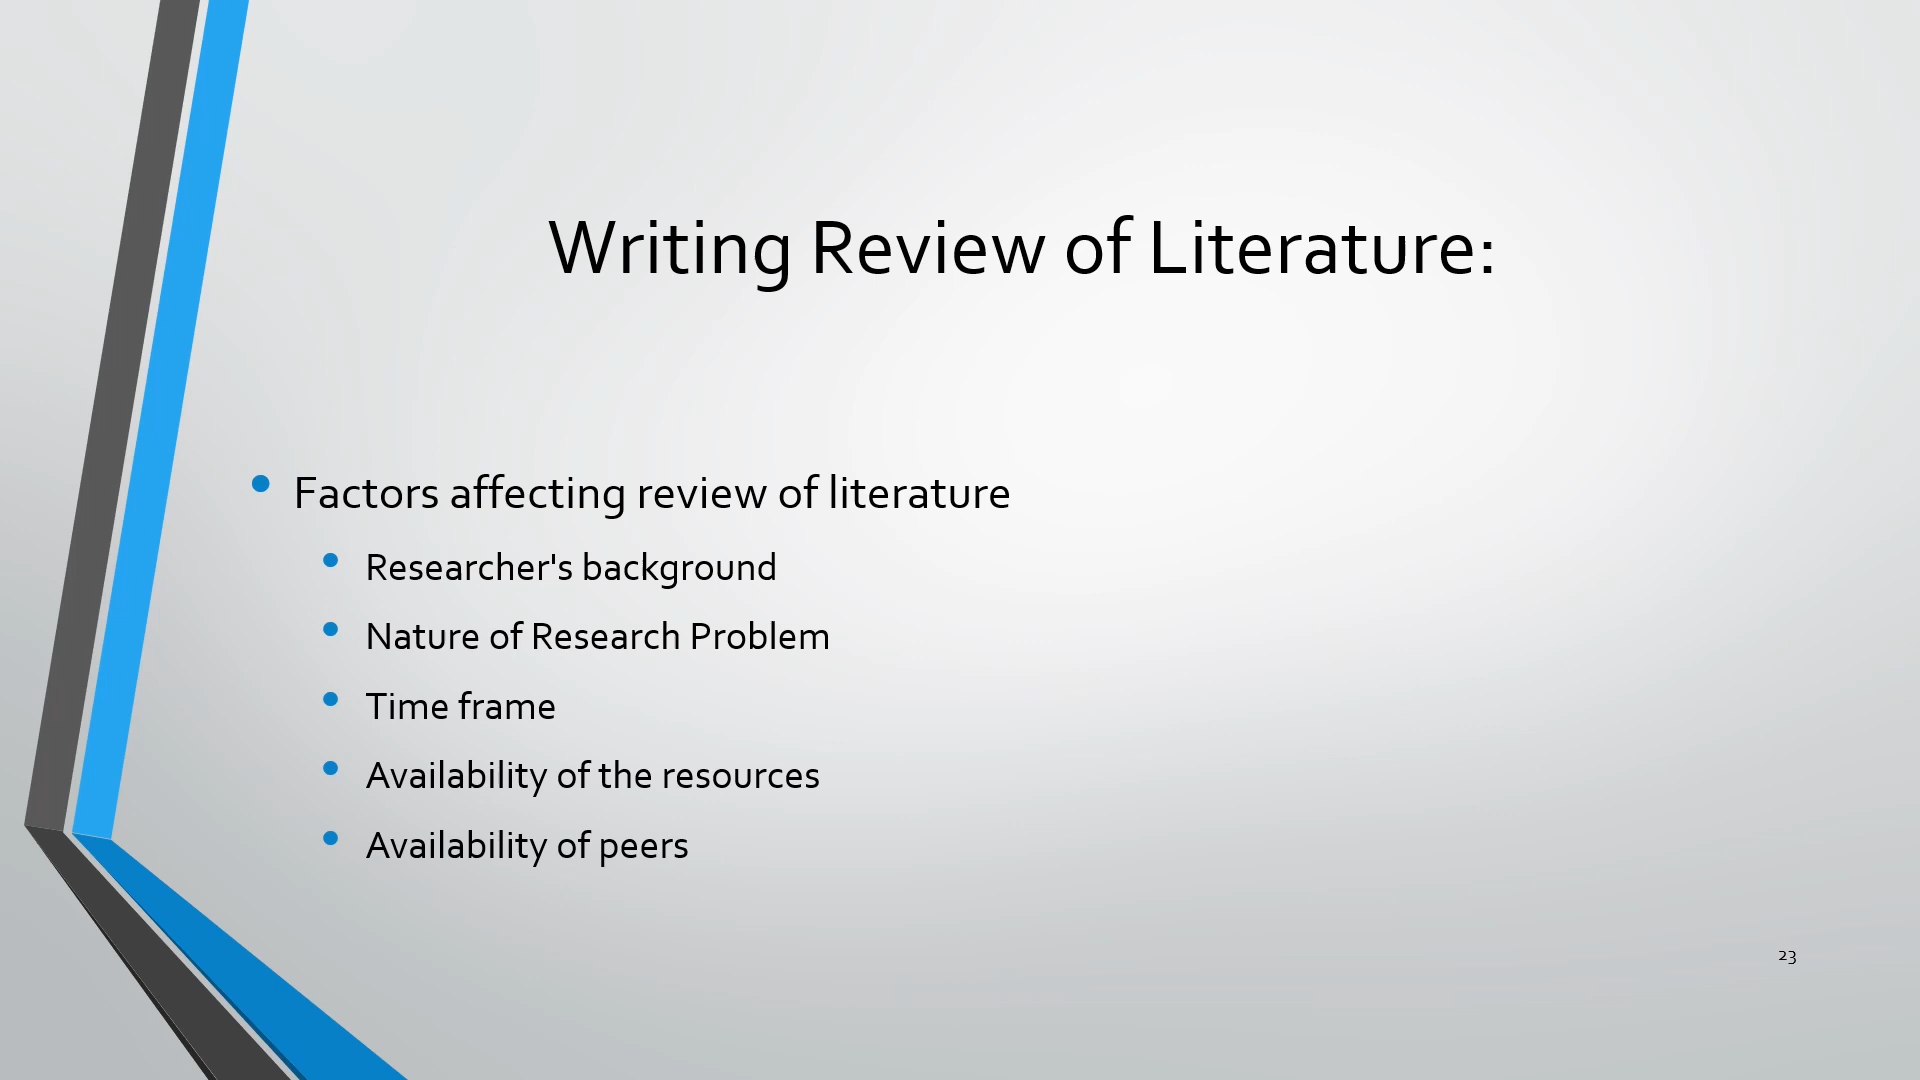 Writing Review of Literature:
• Factors affecting review of literature
• Researcher's background
• Nature of Research Problem
• Time frame
• Availability of the resources
• Availability of peers
23